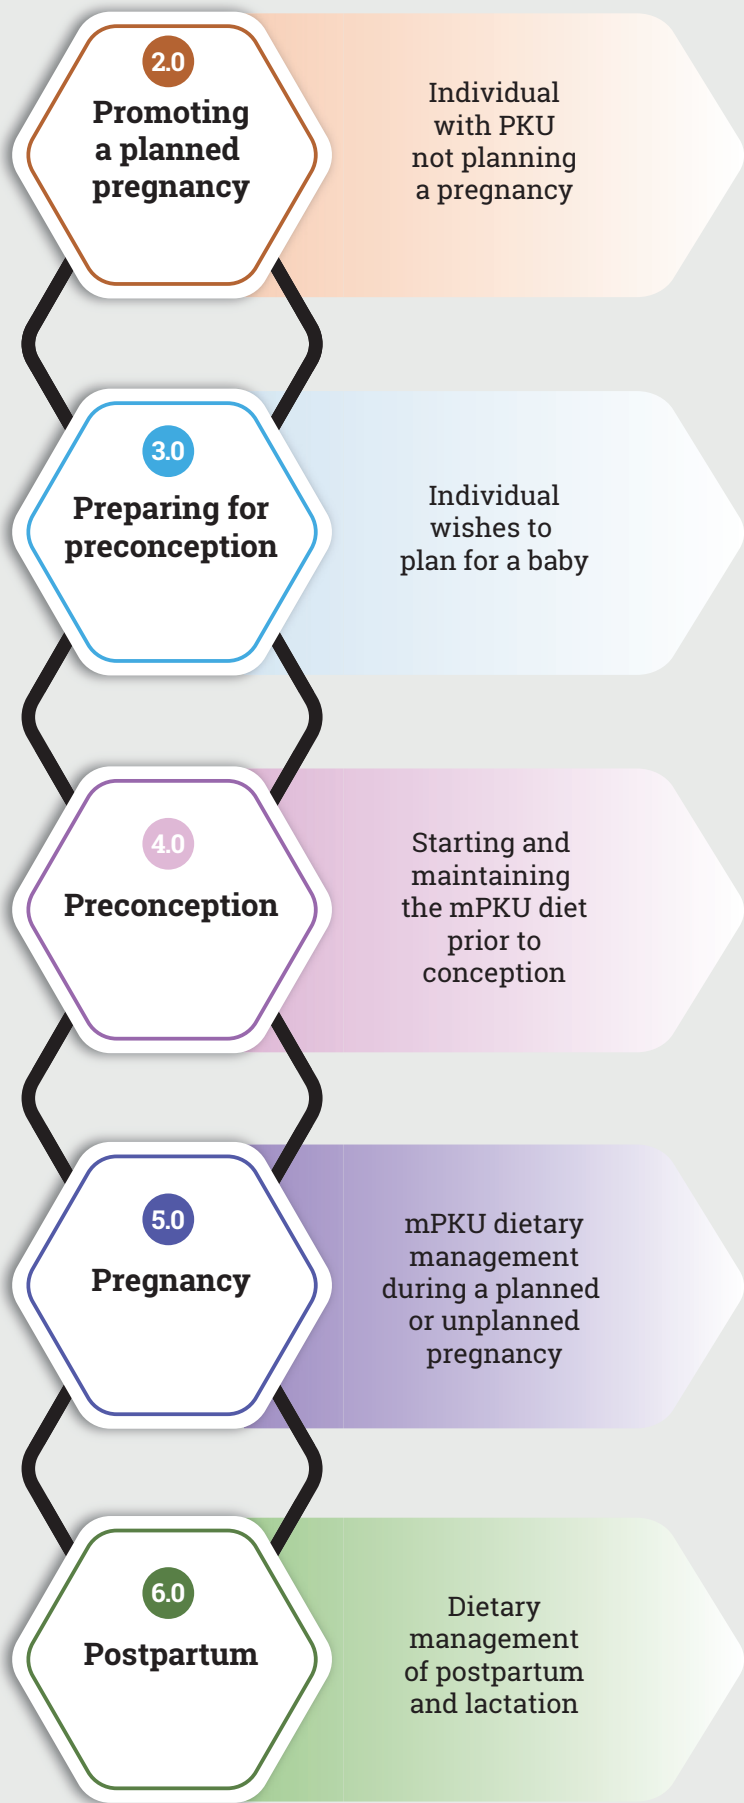 2.0
Promoting
a planned
pregnancy
Individual
with PKU
not planning
a pregnancy
3.0
Preparing for
preconception
Individual
wishes to
plan for a baby
4.0
Preconception
Starting and
maintaining
the mPKU diet
prior to
conception
5.0
Pregnancy
mPKU dietary
management
during a planned
or unplanned
pregnancy
6.0
Postpartum
Dietary
management
of postpartum
and lactation